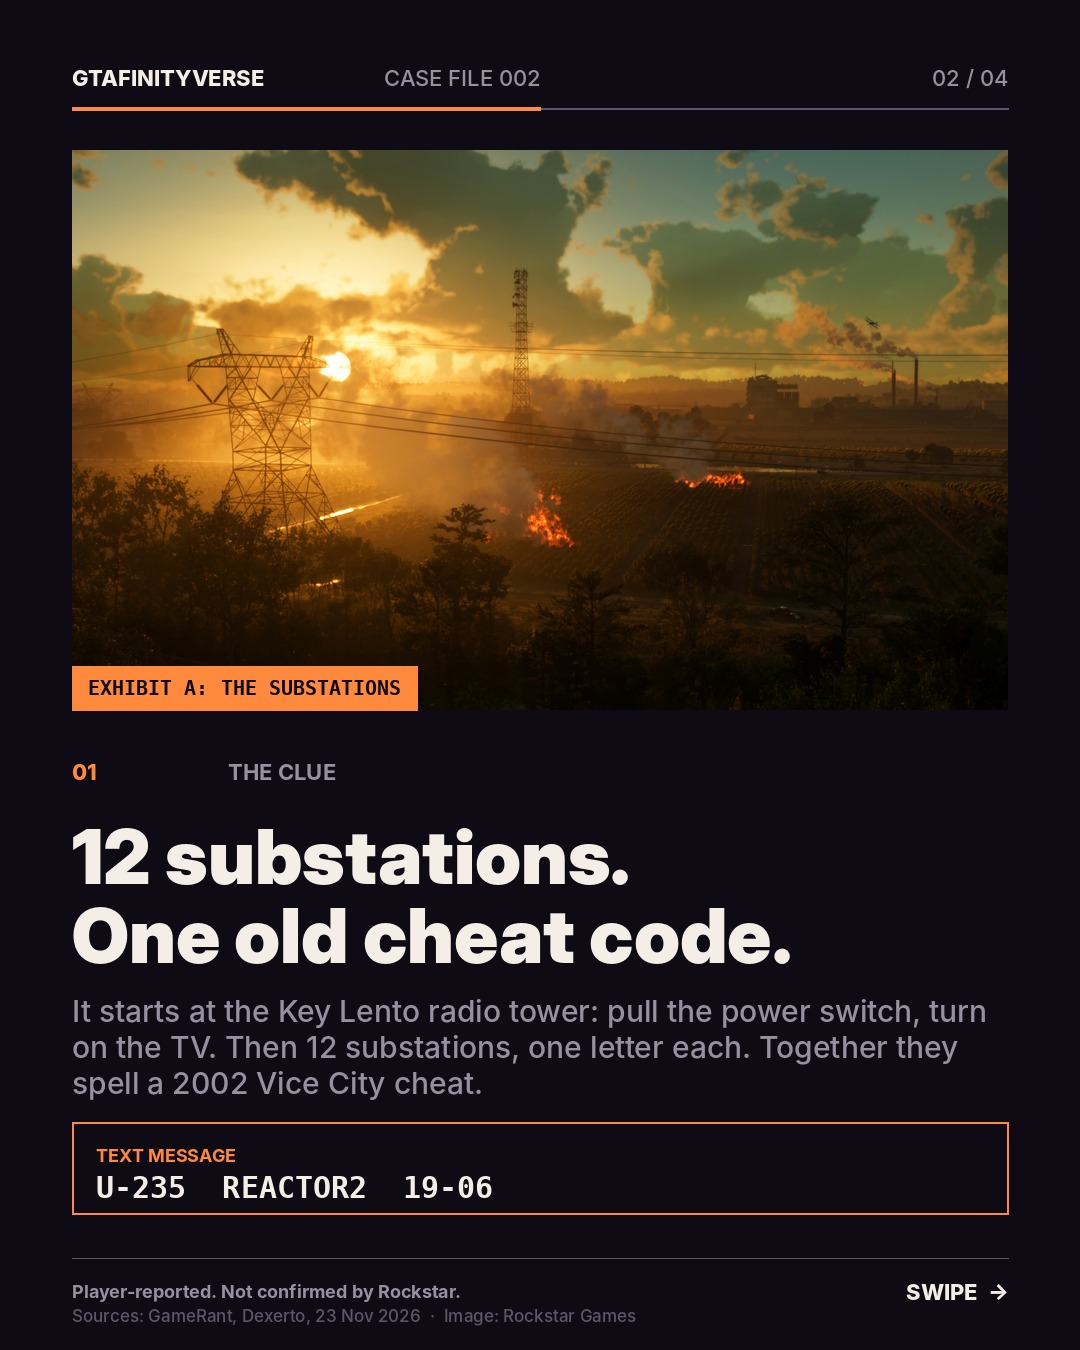 GTAFINITYVERSE CASE FILE 002 02 / 04
EXHIBIT A: THE SUBSTATIONS
01 THE CLUE
12 substations.
One old cheat code.
It starts at the Key Lento radio tower: pull the power switch, turn
on the TV. Then 12 substations, one letter each. Together they
spell a 2002 Vice City cheat.
TEXT MESSAGE
U-235 REACTOR2 19-06
Player-reported. Not confirmed by Rockstar.
SWIPE →
Sources: GameRant, Dexerto, 23 Nov 2026 · Image: Rockstar Games